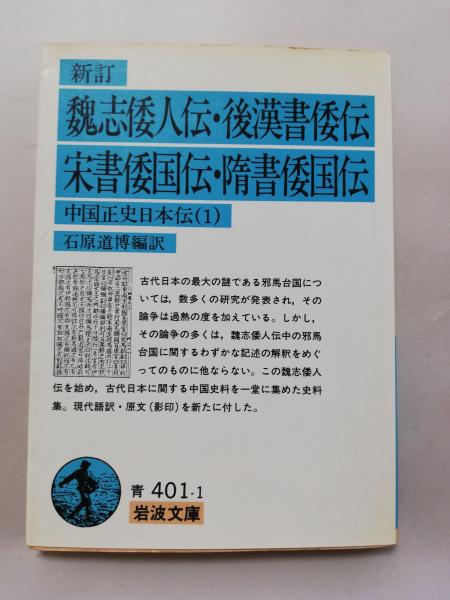 新訂
魏志倭人伝・後漢書倭伝
宋書倭国伝・隋書倭国伝
中国正史日本伝(1)
石原道博編訳
古代日本の最大の謎である邪馬台国につ
いては，数多くの研究が発表され，その
論争は過熱の度を加えている。しかし，
その論争の多くは，魏志倭人伝中の邪馬
台国に関するわずかな記述の解釈をめぐ
ってのものに他ならない。この魏志倭人
伝を始め，古代日本に関する中国史料を一堂に集めた史料
集。現代語訳・原文(影印)を新たに付した。
青 401-1
岩波文庫